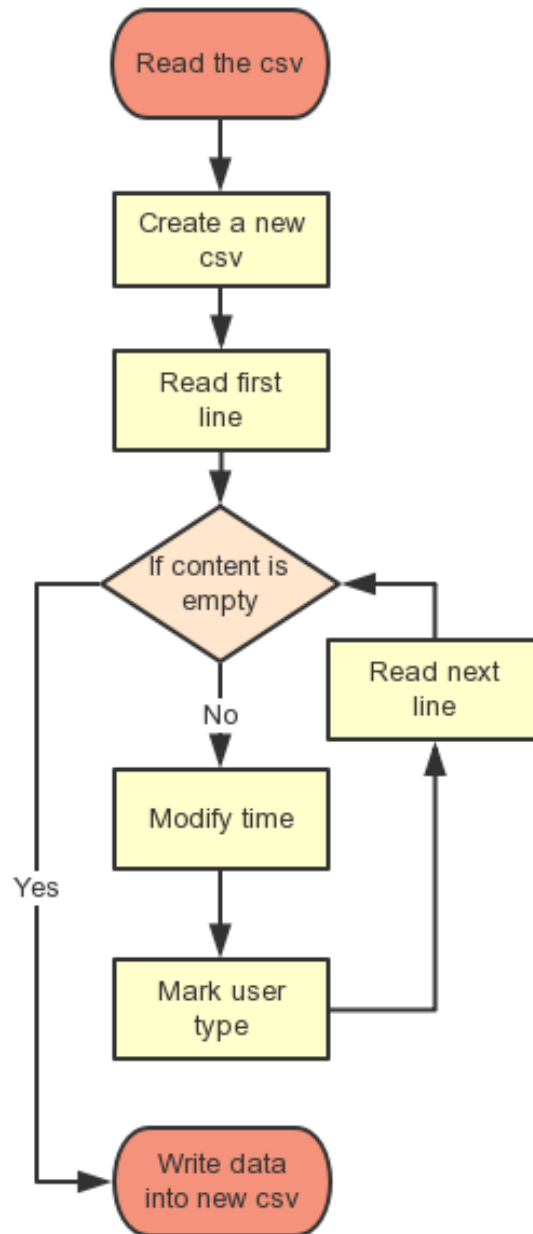 Read the csv
Create a new
csv
Read first
line
If content is
empty
Read next
line
No
Modify time
Yes
Mark user
type
Write data
into new csv